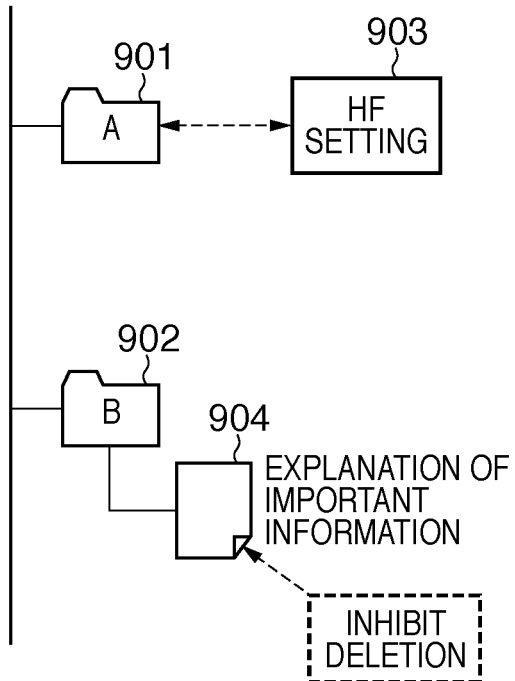 901
903
A
HF
SETTING
902
B
904
EXPLANATION OF
IMPORTANT
INFORMATION
INHIBIT
DELETION